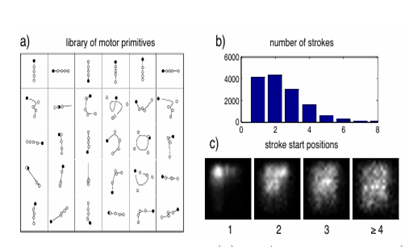 a)
library of motor primitives
b)
number of strokes
6000
4000
2000
0
0 2 4 6 8
c)
stroke start positions
1 2 3 ≥ 4